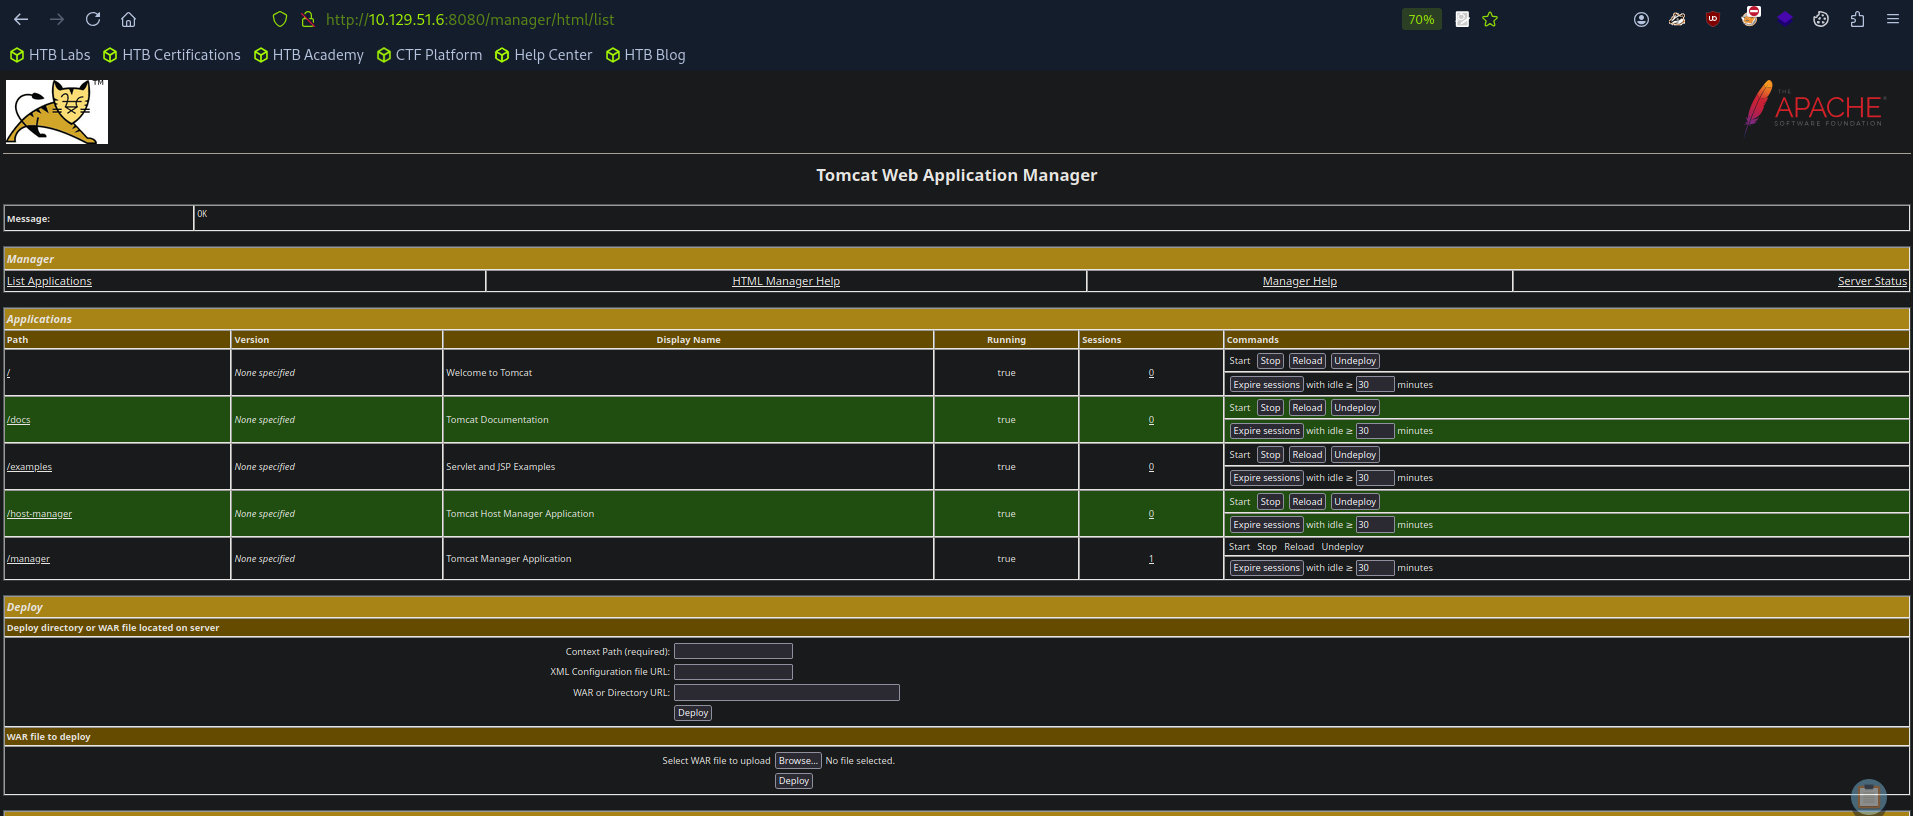 http://10.129.51.6:8080/manager/html/list
70%
HTB Labs HTB Certifications HTB Academy CTF Platform Help Center HTB Blog
TM
THE
APACHE
SOFTWARE FOUNDATION
Tomcat Web Application Manager
Message: OK
Manager
List Applications HTML Manager Help Manager Help Server Status
Applications
Path Version Display Name Running Sessions Commands
/ None specified Welcome to Tomcat true 0 Start Stop Reload Undeploy
Expire sessions with idle ≥ 30 minutes
/docs None specified Tomcat Documentation true 0 Start Stop Reload Undeploy
Expire sessions with idle ≥ 30 minutes
/examples None specified Servlet and JSP Examples true 0 Start Stop Reload Undeploy
Expire sessions with idle ≥ 30 minutes
/host-manager None specified Tomcat Host Manager Application true 0 Start Stop Reload Undeploy
Expire sessions with idle ≥ 30 minutes
/manager None specified Tomcat Manager Application true 1 Start Stop Reload Undeploy
Expire sessions with idle ≥ 30 minutes
Deploy
Deploy directory or WAR file located on server
Context Path (required):
XML Configuration file URL:
WAR or Directory URL:
Deploy
WAR file to deploy
Select WAR file to upload Browse... No file selected.
Deploy